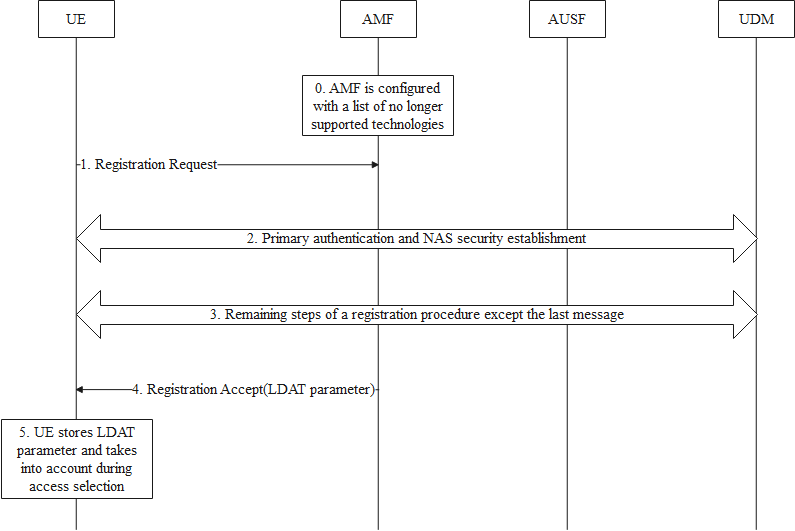 UE
AMF
AUSF
UDM
0. AMF is configured
with a list of no longer
supported technologies
1. Registration Request
2. Primary authentication and NAS security establishment
3. Remaining steps of a registration procedure except the last message
4. Registration Accept(LDAT parameter)
5. UE stores LDAT
parameter and takes
into account during
access selection